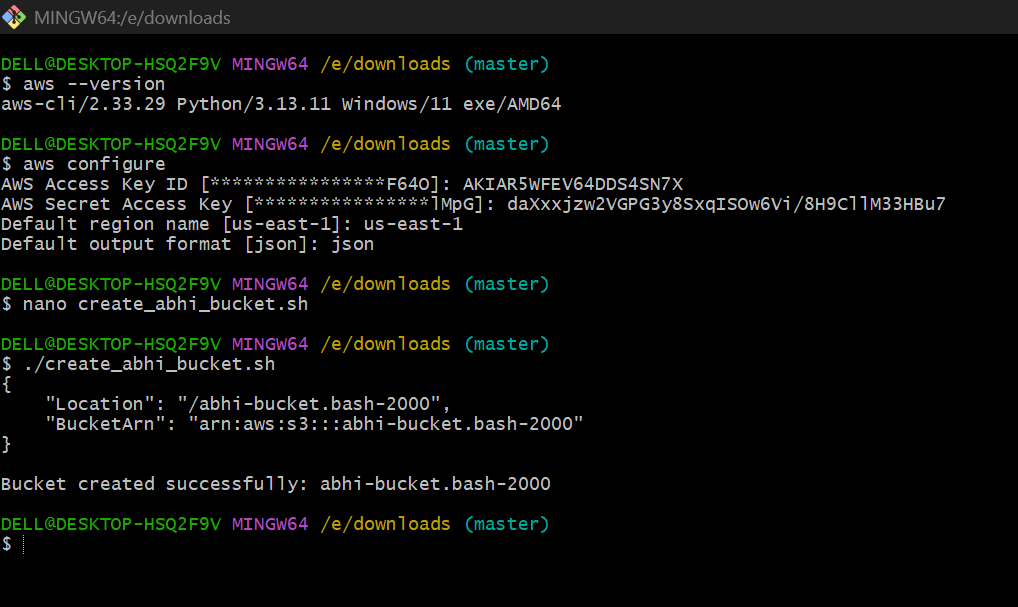 MINGW64:/e/downloads
DELL@DESKTOP-HSQ2F9V MINGW64 /e/downloads (master)
$ aws --version
aws-cli/2.33.29 Python/3.13.11 Windows/11 exe/AMD64
DELL@DESKTOP-HSQ2F9V MINGW64 /e/downloads (master)
$ aws configure
AWS Access Key ID [****************F64O]: AKIAR5WFEV64DDS4SN7X
AWS Secret Access Key [****************lMpG]: 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
Default region name [us-east-1]: us-east-1
Default output format [json]: json
DELL@DESKTOP-HSQ2F9V MINGW64 /e/downloads (master)
$ nano create_abhi_bucket.sh
DELL@DESKTOP-HSQ2F9V MINGW64 /e/downloads (master)
$ ./create_abhi_bucket.sh
{
    "Location": "/abhi-bucket.bash-2000",
    "BucketArn": "arn:aws:s3:::abhi-bucket.bash-2000"
}
Bucket created successfully: abhi-bucket.bash-2000
DELL@DESKTOP-HSQ2F9V MINGW64 /e/downloads (master)
$